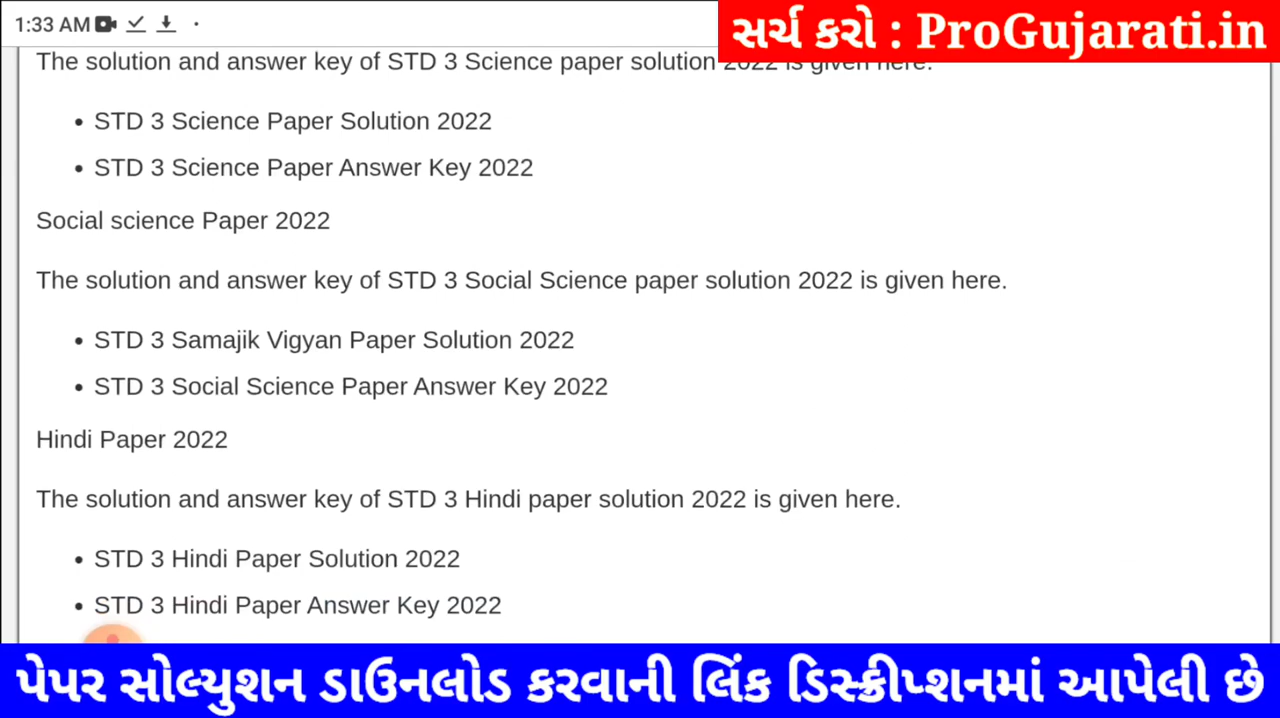 1:33 AM
સર્ચ કરો : ProGujarati.in
The solution and answer key of STD 3 Science paper solution 2022 is given here.
• STD 3 Science Paper Solution 2022
• STD 3 Science Paper Answer Key 2022
Social science Paper 2022
The solution and answer key of STD 3 Social Science paper solution 2022 is given here.
• STD 3 Samajik Vigyan Paper Solution 2022
• STD 3 Social Science Paper Answer Key 2022
Hindi Paper 2022
The solution and answer key of STD 3 Hindi paper solution 2022 is given here.
• STD 3 Hindi Paper Solution 2022
• STD 3 Hindi Paper Answer Key 2022
પેપર સોલ્યુશન ડાઉનલોડ કરવાની લિંક ડિસ્ક્રીપ્શનમાં આપેલી છે